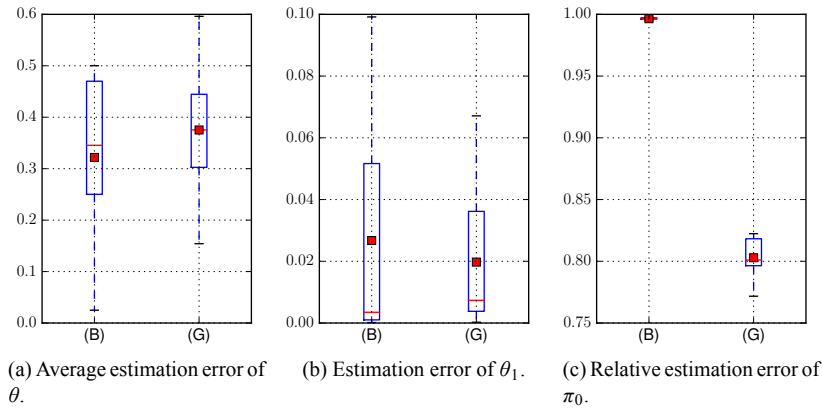 0.6
0.5
0.4
0.3
0.2
0.1
0.0
(B)
(G)
(a) Average estimation error of
θ.
0.10
0.08
0.06
0.04
0.02
0.00
(B)
(G)
(b) Estimation error of θ₁.
1.00
0.95
0.90
0.85
0.80
0.75
(B)
(G)
(c) Relative estimation error of
π₀.